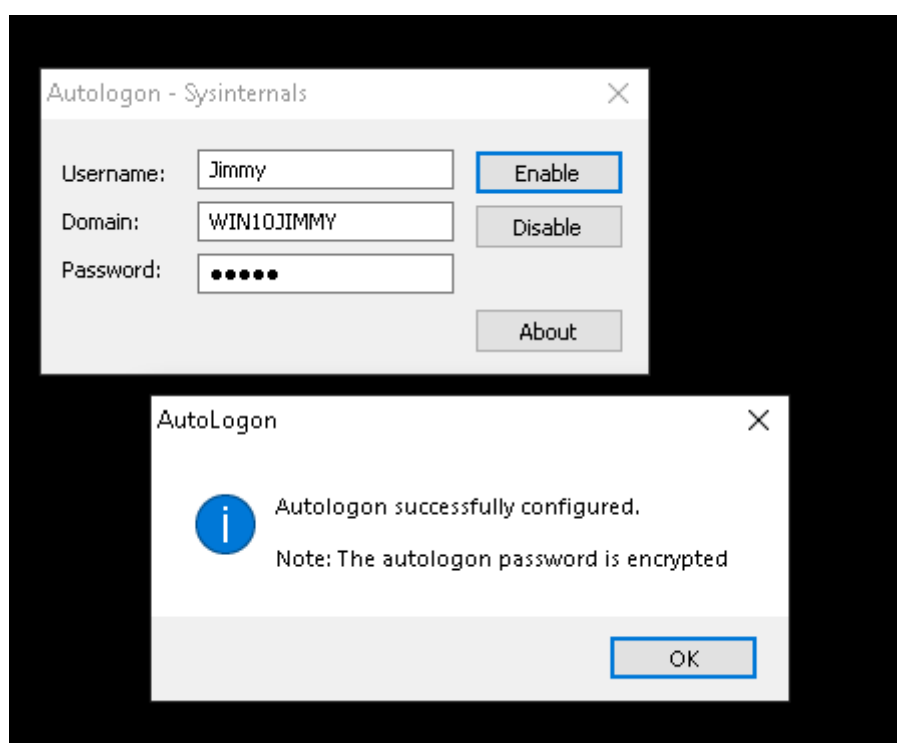 Autologon - Sysinternals
Username: Jimmy Enable
Domain: WIN10JIMMY Disable
Password: ●●●●●
About
AutoLogon
Autologon successfully configured.
Note: The autologon password is encrypted
OK